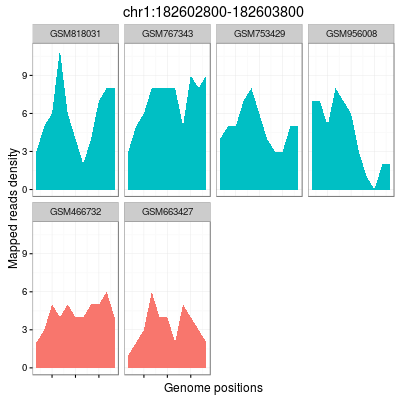 chr1:182602800-182603800
GSM818031 GSM767343 GSM753429 GSM956008
9
6
3
0
GSM466732 GSM663427
9
6
3
0
Mapped reads density
Genome positions